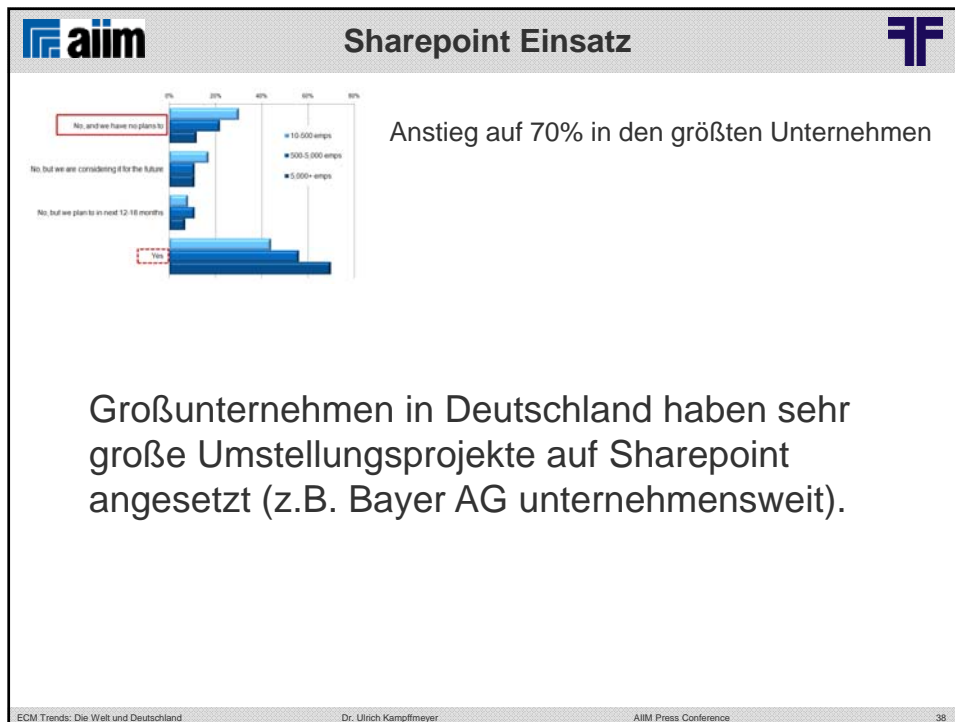 aiim
Sharepoint Einsatz
0% 20% 40% 60% 80%
No, and we have no plans to
No, but we are considering it for the future
No, but we plan to in next 12-18 months
Yes
10-500 emps
500-5,000 emps
5,000+ emps
Anstieg auf 70% in den größten Unternehmen
Großunternehmen in Deutschland haben sehr
große Umstellungsprojekte auf Sharepoint
angesetzt (z.B. Bayer AG unternehmensweit).
ECM Trends: Die Welt und Deutschland Dr. Ulrich Kampffmeyer AIIM Press Conference 38